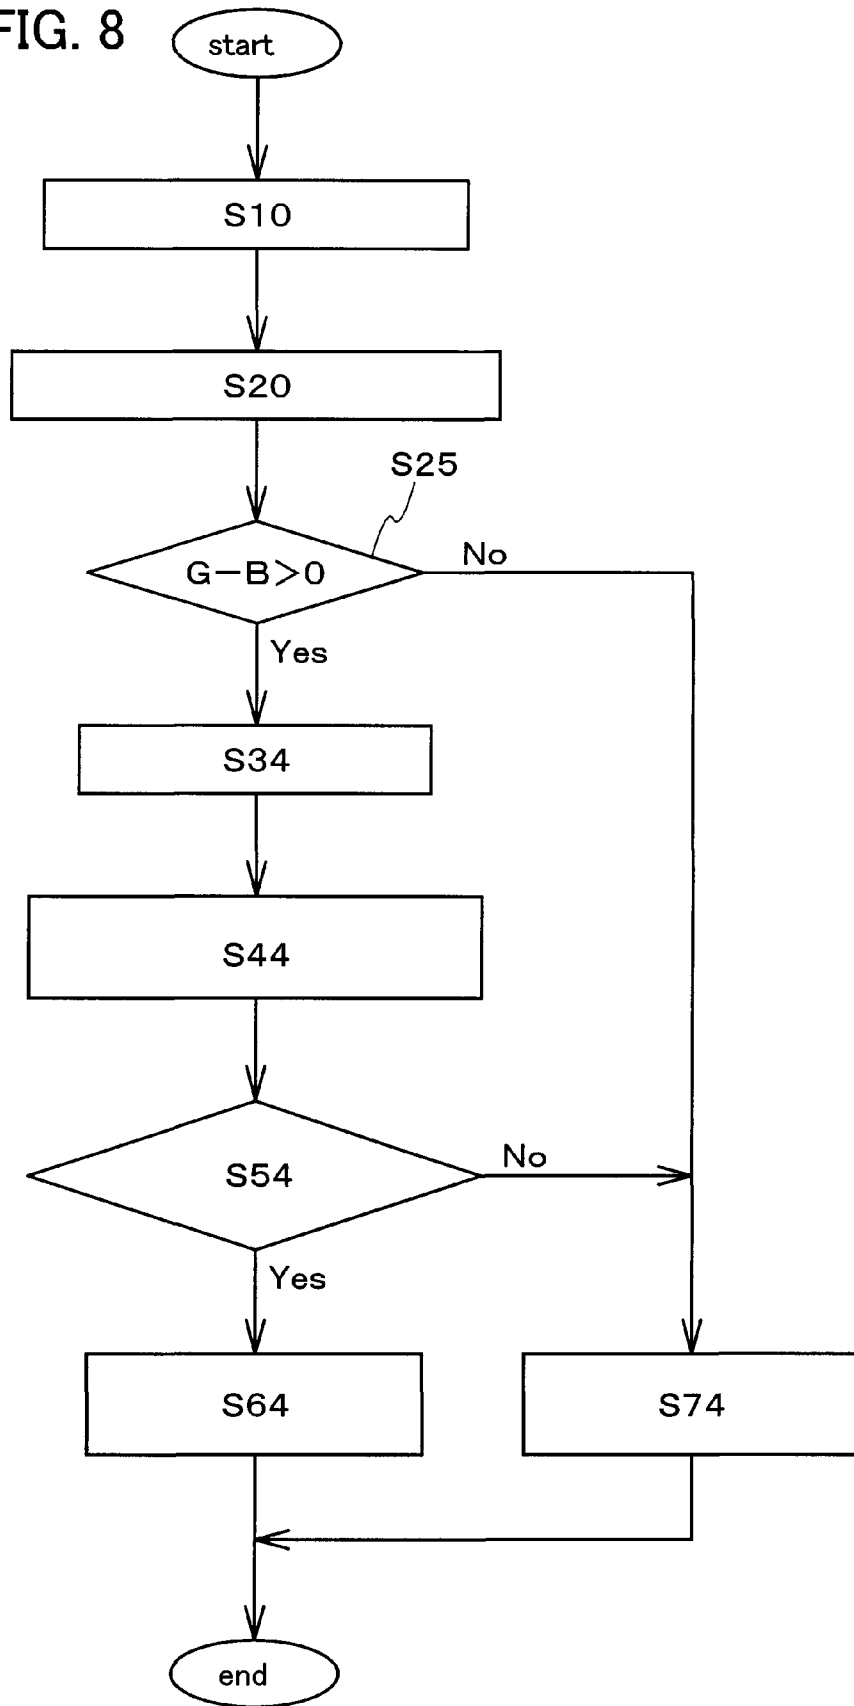 FIG. 8
start
S10
S20
S25
G−B>0
No
Yes
S34
S44
S54
No
Yes
S64
S74
end